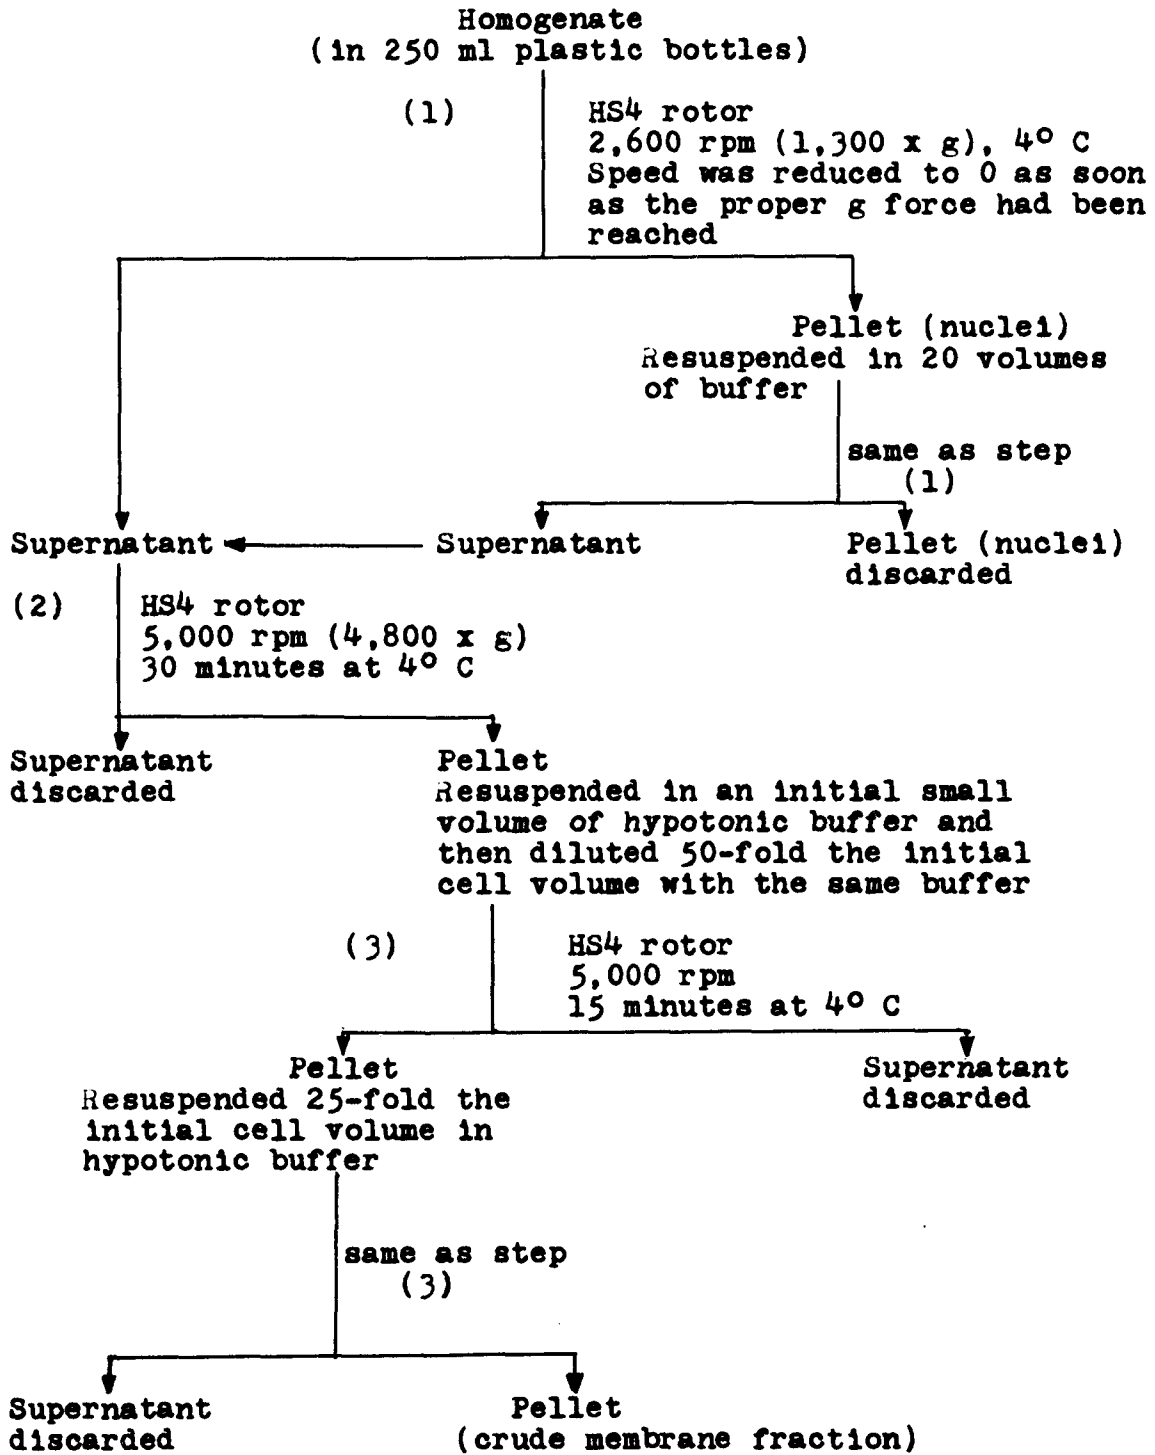 Homogenate
(in 250 ml plastic bottles)
(1)
HS4 rotor
2,600 rpm (1,300 x g), 4° C
Speed was reduced to 0 as soon
as the proper g force had been
reached
Pellet (nuclei)
Resuspended in 20 volumes
of buffer
same as step
(1)
Supernatant
Supernatant
Pellet (nuclei)
discarded
(2)
HS4 rotor
5,000 rpm (4,800 x g)
30 minutes at 4° C
Supernatant
discarded
Pellet
Resuspended in an initial small
volume of hypotonic buffer and
then diluted 50-fold the initial
cell volume with the same buffer
(3)
HS4 rotor
5,000 rpm
15 minutes at 4° C
Pellet
Resuspended 25-fold the
initial cell volume in
hypotonic buffer
Supernatant
discarded
same as step
(3)
Supernatant
discarded
Pellet
(crude membrane fraction)